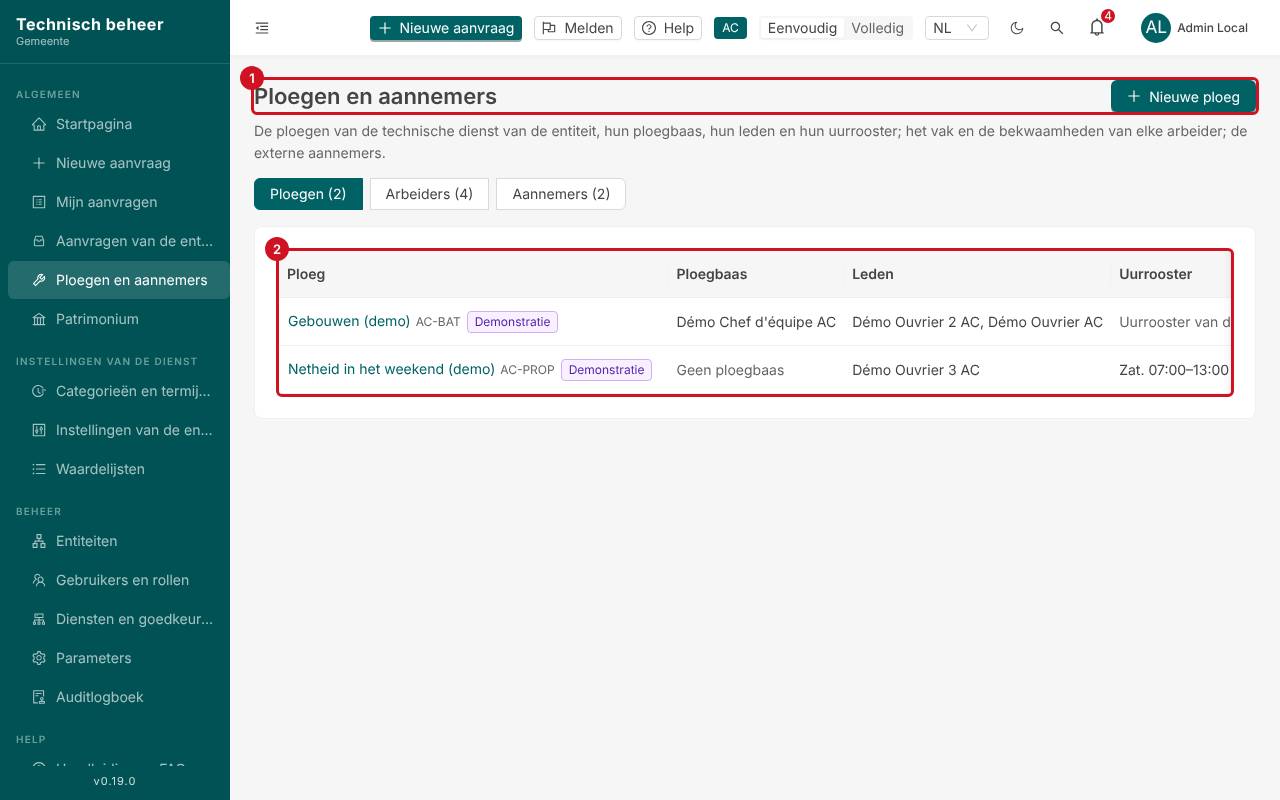 Technisch beheer
Gemeente
ALGEMEEN
Startpagina
Nieuwe aanvraag
Mijn aanvragen
Aanvragen van de ent...
Ploegen en aannemers
Patrimonium
INSTELLINGEN VAN DE DIENST
Categorieën en termij...
Instellingen van de en...
Waardelijsten
BEHEER
Entiteiten
Gebruikers en rollen
Diensten en goedkeur...
Parameters
Auditlogboek
HELP
v0.19.0
Nieuwe aanvraag Melden Help AC Eenvoudig Volledig NL 4 AL Admin Local
1
Ploegen en aannemers Nieuwe ploeg
De ploegen van de technische dienst van de entiteit, hun ploegbaas, hun leden en hun uurrooster; het vak en de bekwaamheden van elke arbeider; de
externe aannemers.
Ploegen (2) Arbeiders (4) Aannemers (2)
2
Ploeg Ploegbaas Leden Uurrooster
Gebouwen (demo) AC-BAT Demonstratie Démo Chef d'équipe AC Démo Ouvrier 2 AC, Démo Ouvrier AC Uurrooster van d
Netheid in het weekend (demo) AC-PROP Demonstratie Geen ploegbaas Démo Ouvrier 3 AC Zat. 07:00–13:00